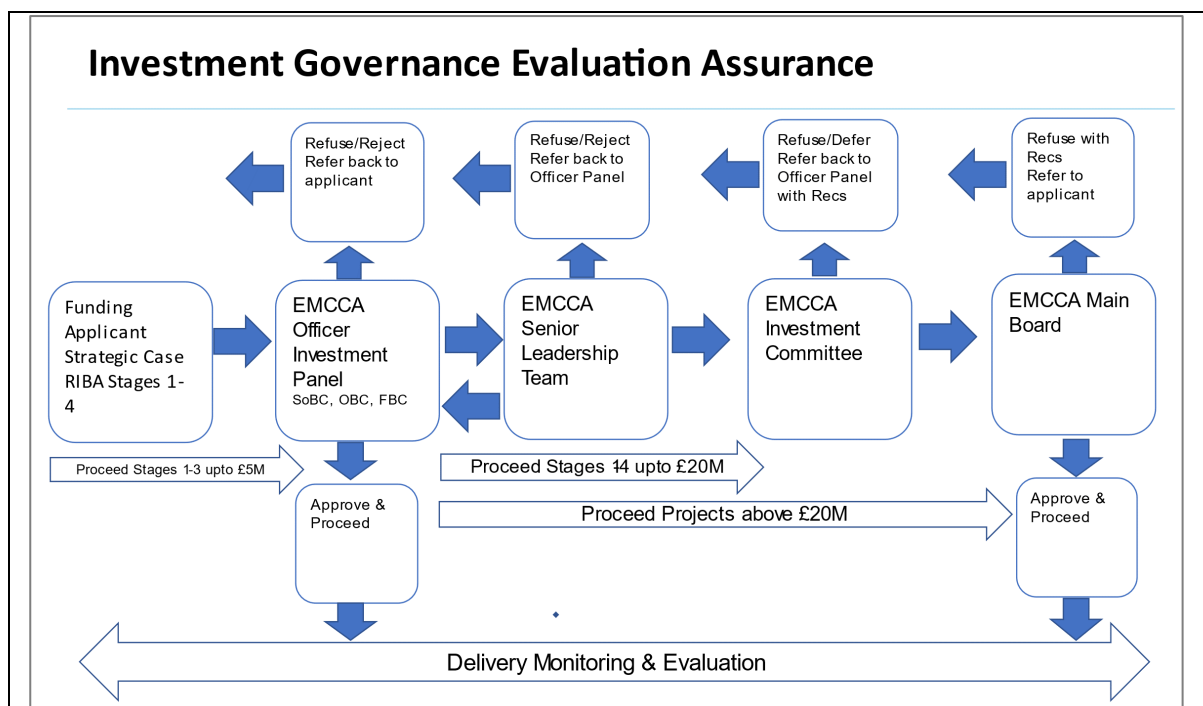 Investment Governance Evaluation Assurance
Refuse/Reject
Refer back to
applicant
Refuse/Reject
Refer back to
Officer Panel
Refuse/Defer
Refer back to
Officer Panel
with Recs
Refuse with
Recs
Refer to
applicant
Funding
Applicant
Strategic Case
RIBA Stages 1-
4
EMCCA
Officer
Investment
Panel
SoBC, OBC, FBC
EMCCA
Senior
Leadership
Team
EMCCA
Investment
Committee
EMCCA Main
Board
Proceed Stages 1-3 upto £5M
Proceed Stages 1-4 upto £20M
Proceed Projects above £20M
Approve &
Proceed
Approve &
Proceed
Delivery Monitoring & Evaluation